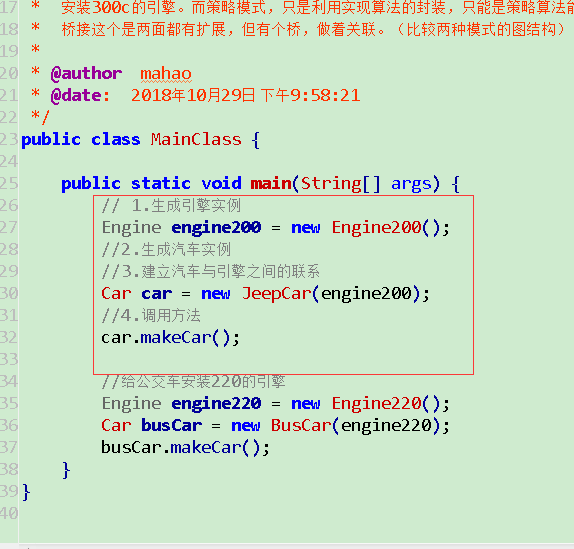 17 * 安装300c的引擎。而策略模式，只是利用实现算法的封装，只能是策略算法能
18 * 桥接这个是两面都有扩展，但有个桥，做着关联。（比较两种模式的图结构）
19 *
20 * @author mahao
21 * @date: 2018年10月29日 下午9:58:21
22 */
23 public class MainClass {
24
25 public static void main(String[] args) {
26 // 1.生成引擎实例
27 Engine engine200 = new Engine200();
28 //2.生成汽车实例
29 //3.建立汽车与引擎之间的联系
30 Car car = new JeepCar(engine200);
31 //4.调用方法
32 car.makeCar();
33
34 //给公交车安装220的引擎
35 Engine engine220 = new Engine220();
36 Car busCar = new BusCar(engine220);
37 busCar.makeCar();
38 }
39 }
40